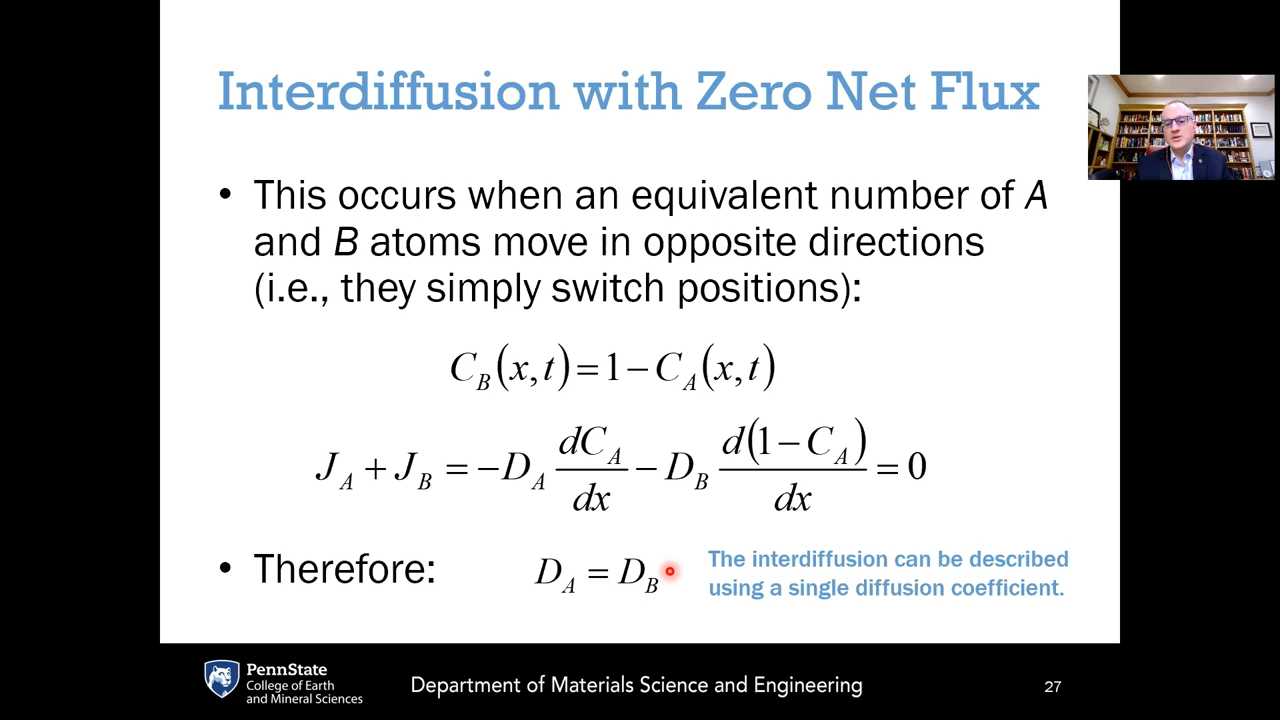 Interdiffusion with Zero Net Flux
• This occurs when an equivalent number of A
and B atoms move in opposite directions
(i.e., they simply switch positions):
C_B(x,t)=1−C_A(x,t)
J_A + J_B = −D_A dC_A/dx − D_B d(1−C_A)/dx = 0
• Therefore: D_A = D_B
The interdiffusion can be described
using a single diffusion coefficient.
PennState
College of Earth
and Mineral Sciences
Department of Materials Science and Engineering
27